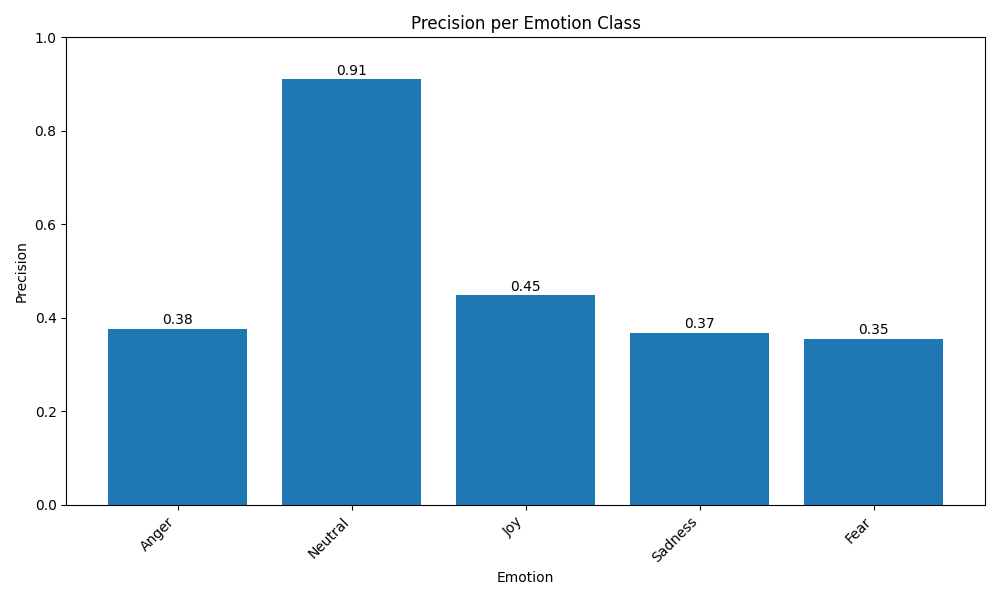 Precision per Emotion Class
1.0
0.8
0.6
0.4
0.2
0.0
Precision
0.38
0.91
0.45
0.37
0.35
Anger
Neutral
Joy
Sadness
Fear
Emotion